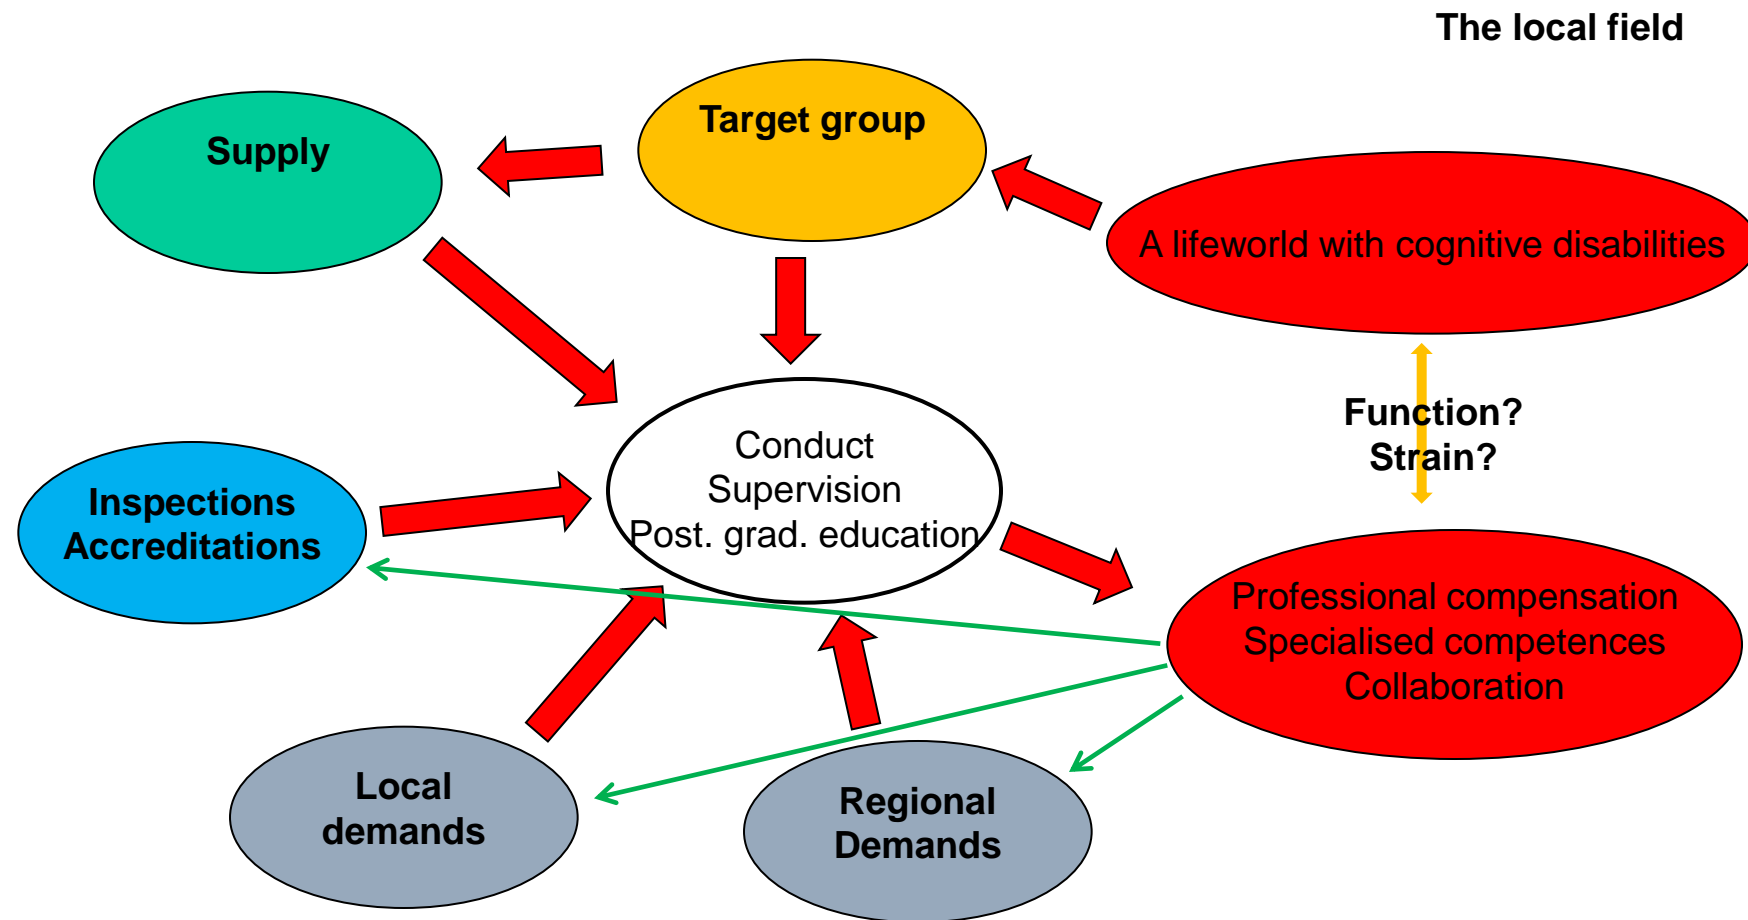 The local field
Target group
Supply
A lifeworld with cognitive disabilities
Function?
Strain?
Conduct
Supervision
Post. grad. education
Inspections
Accreditations
Professional compensation
Specialised competences
Collaboration
Local
demands
Regional
Demands